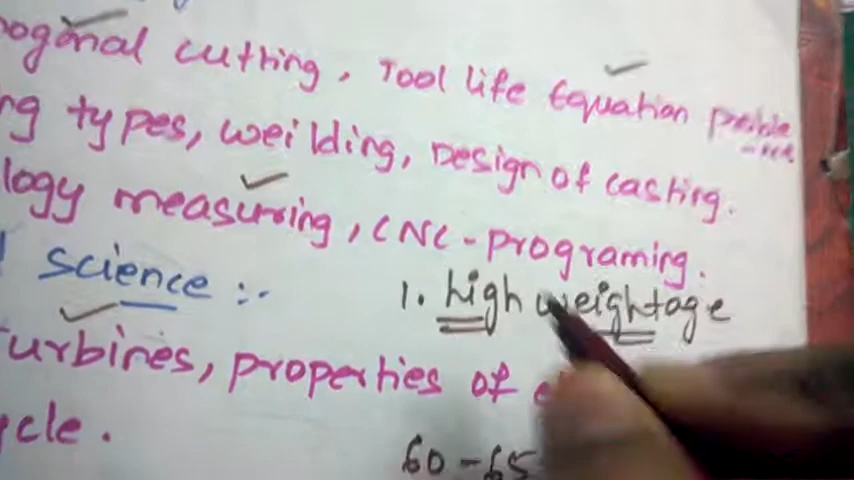 ogonal cutting, Tool life Equation
ng types, weilding, Design of casting.
logy measuring, CNC-programing.
science :-
1. high weightage
urbines, properties of
cle.
60-65